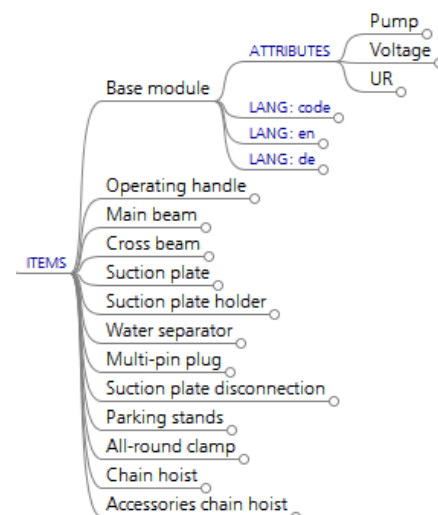 Pump
ATTRIBUTES
Voltage
UR
Base module
LANG: code
LANG: en
LANG: de
Operating handle
Main beam
Cross beam
ITEMS
Suction plate
Suction plate holder
Water separator
Multi-pin plug
Suction plate disconnection
Parking stands
All-round clamp
Chain hoist
Accessories chain hoist